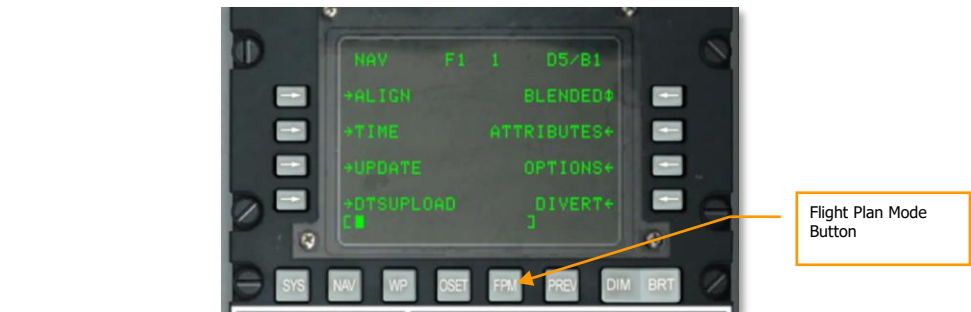 NAV F1 1 D5/B1
→ALIGN BLENDED⇕
→TIME ATTRIBUTES←
→UPDATE OPTIONS←
→DTSUPLOAD DIVERT←
[ ]
SYS NAV WP OSET FPM PREV DIM BRT
Flight Plan Mode
Button